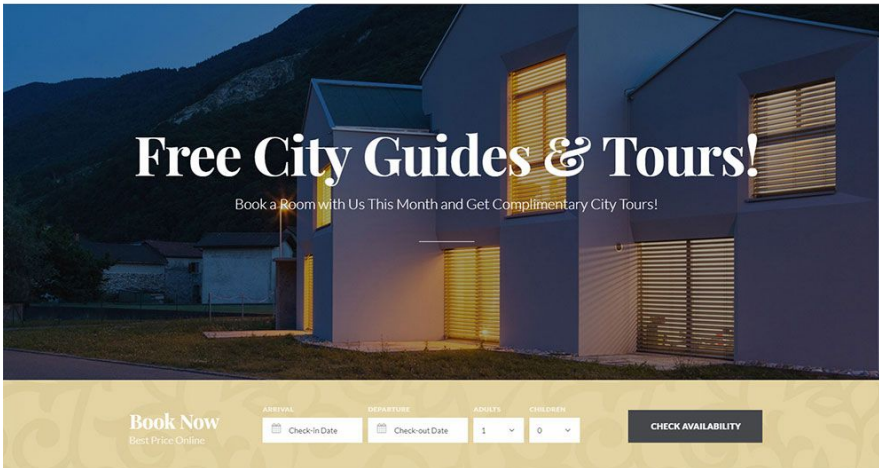 Free City Guides & Tours!
Book a Room with Us This Month and Get Complimentary City Tours!
Book Now
Best Price Online
ARRIVAL
Check-in Date
DEPARTURE
Check-out Date
ADULTS
1
CHILDREN
0
CHECK AVAILABILITY